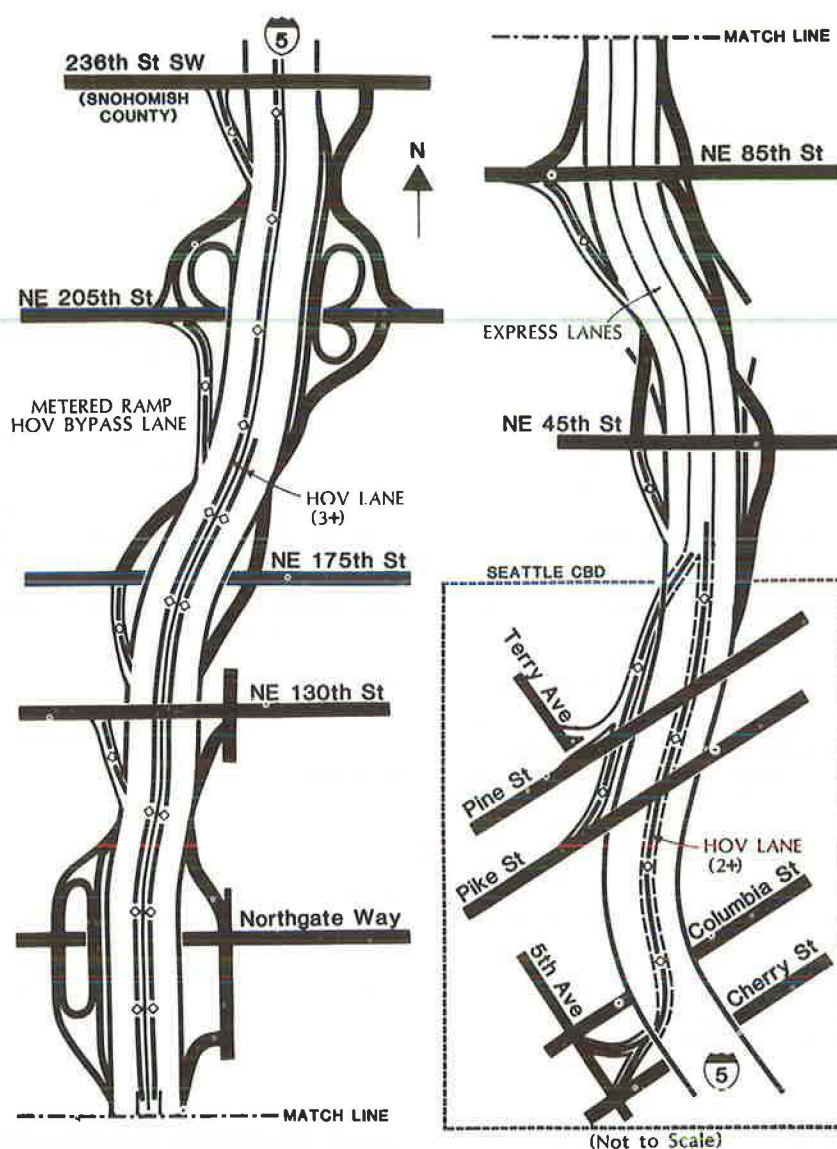 5
236th St SW
(SNOHOMISH
COUNTY)
N
NE 205th St
METERED RAMP
HOV BYPASS LANE
HOV LANE
(3+)
NE 175th St
NE 130th St
Northgate Way
MATCH LINE
MATCH LINE
NE 85th St
EXPRESS LANES
NE 45th St
SEATTLE CBD
Terry Ave
Pine St
Pike St
HOV LANE
(2+)
Columbia St
5th Ave
Cherry St
5
(Not to Scale)